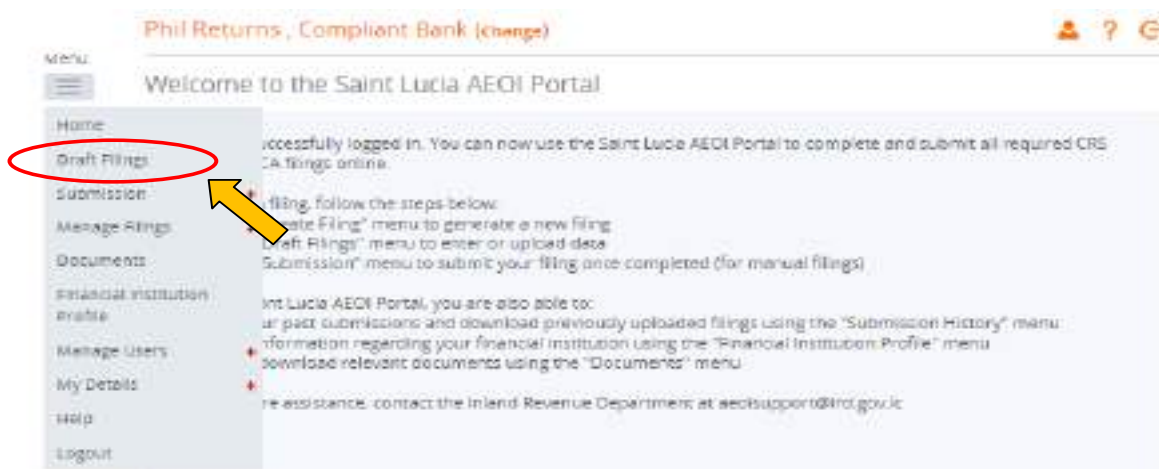 Phil Returns , Compliant Bank (change)
?
Menu
Welcome to the Saint Lucia AEOI Portal
Home
Draft Filings
Submission
Manage Filings
Documents
Financial Institution
Profile
Manage Users
My Details
Help
Logout
uccessfully logged in. You can now use the Saint Lucia AEOI Portal to complete and submit all required CRS
CA filings online.
filing, follow the steps below:
eate Filing" menu to generate a new filing
Draft Filings" menu to enter or upload data
Submission" menu to submit your filing once completed (for manual filings)
int Lucia AEOI Portal, you are also able to:
ur past submissions and download previously uploaded filings using the "Submission History" menu
nformation regarding your financial institution using the "Financial Institution Profile" menu
ownload relevant documents using the "Documents" menu
re assistance, contact the Inland Revenue Department at aeoisupport@ird.gov.lc